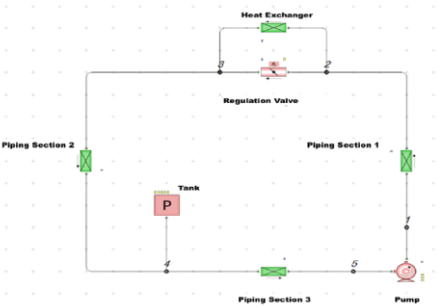 Heat Exchanger
3
2
Regulation Valve
Piping Section 2
Piping Section 1
Tank
P
1
4
5
Piping Section 3
Pump